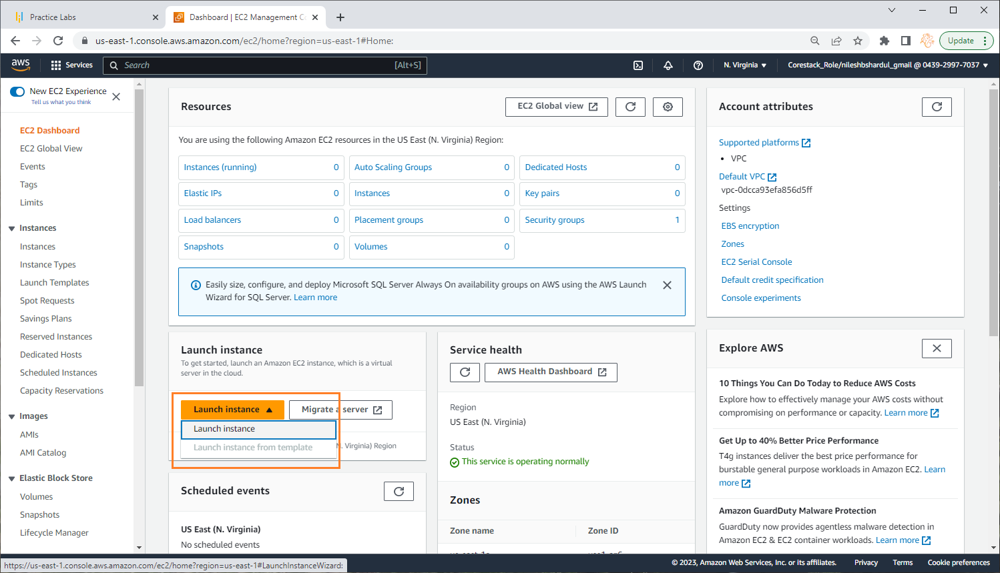 Practice Labs
Dashboard | EC2 Management Co
us-east-1.console.aws.amazon.com/ec2/home?region=us-east-1#Home:
Update
aws
Services
Search
[Alt+S]
N. Virginia
Corestack_Role/nileshbshardul_gmail @ 0439-2997-7037
New EC2 Experience
Tell us what you think
EC2 Dashboard
EC2 Global View
Events
Tags
Limits
Instances
Instances
Instance Types
Launch Templates
Spot Requests
Savings Plans
Reserved Instances
Dedicated Hosts
Scheduled Instances
Capacity Reservations
Images
AMIs
AMI Catalog
Elastic Block Store
Volumes
Snapshots
Lifecycle Manager
Resources
EC2 Global view
You are using the following Amazon EC2 resources in the US East (N. Virginia) Region:
Instances (running) 0
Auto Scaling Groups 0
Dedicated Hosts 0
Elastic IPs 0
Instances 0
Key pairs 0
Load balancers 0
Placement groups 0
Security groups 1
Snapshots 0
Volumes 0
Easily size, configure, and deploy Microsoft SQL Server Always On availability groups on AWS using the AWS Launch
Wizard for SQL Server. Learn more
Launch instance
To get started, launch an Amazon EC2 instance, which is a virtual
server in the cloud.
Launch instance
Migrate a server
Launch instance
Launch instance from template
N. Virginia) Region
Scheduled events
US East (N. Virginia)
No scheduled events
Service health
AWS Health Dashboard
Region
US East (N. Virginia)
Status
This service is operating normally
Zones
Zone name
Zone ID
Account attributes
Supported platforms
• VPC
Default VPC
vpc-0dcca93efa856d5ff
Settings
EBS encryption
Zones
EC2 Serial Console
Default credit specification
Console experiments
Explore AWS
10 Things You Can Do Today to Reduce AWS Costs
Explore how to effectively manage your AWS costs without
compromising on performance or capacity. Learn more
Get Up to 40% Better Price Performance
T4g instances deliver the best price performance for
burstable general purpose workloads in Amazon EC2. Learn
more
Amazon GuardDuty Malware Protection
GuardDuty now provides agentless malware detection in
Amazon EC2 & EC2 container workloads. Learn more
https://us-east-1.console.aws.amazon.com/ec2/home?region=us-east-1#LaunchInstanceWizard:
© 2023, Amazon Web Services, Inc. or its affiliates.
Privacy
Terms
Cookie preferences